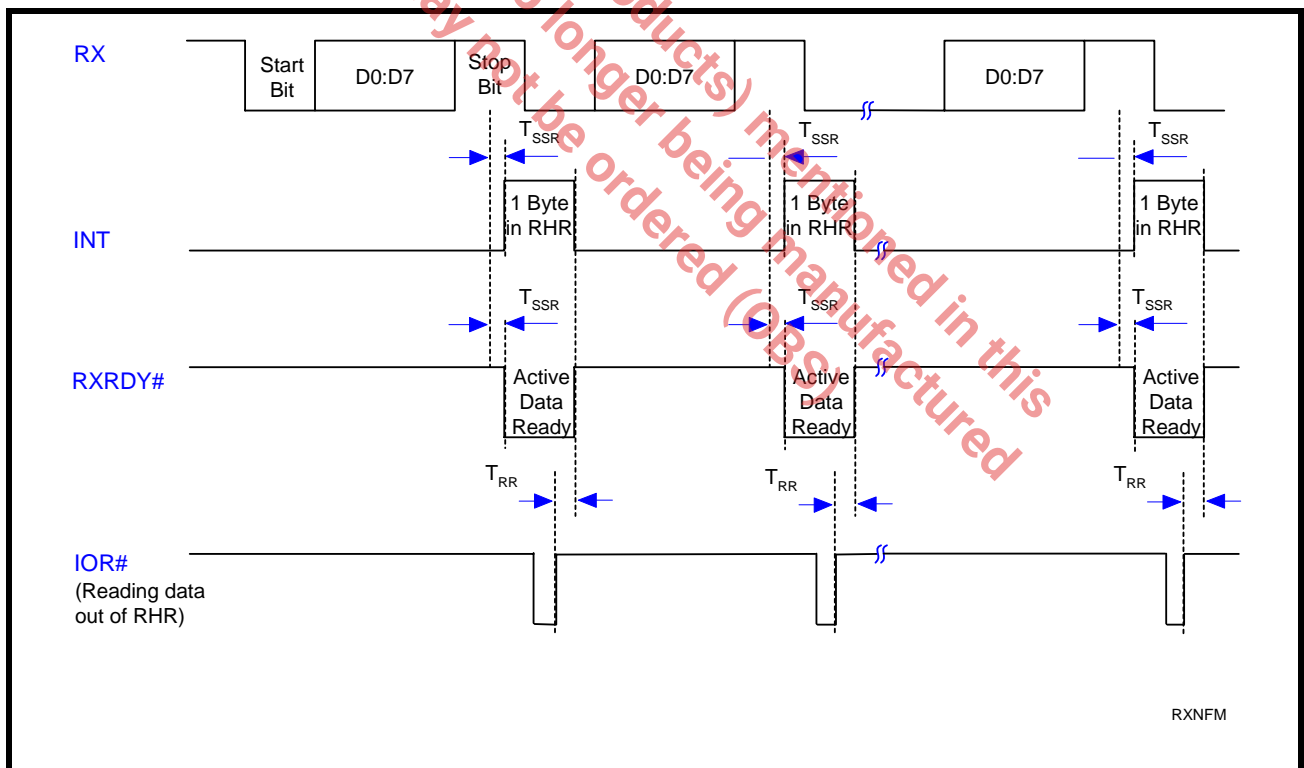 RX
Start
Bit
D0:D7
Stop
Bit
D0:D7
D0:D7
TSSR
TSSR
TSSR
INT
1 Byte
in RHR
1 Byte
in RHR
1 Byte
in RHR
TSSR
TSSR
TSSR
RXRDY#
Active
Data
Ready
Active
Data
Ready
Active
Data
Ready
TRR
TRR
TRR
IOR#
(Reading data
out of RHR)
RXNFM
products) mentioned in this
longer being manufactured
ay not be ordered (OBS)